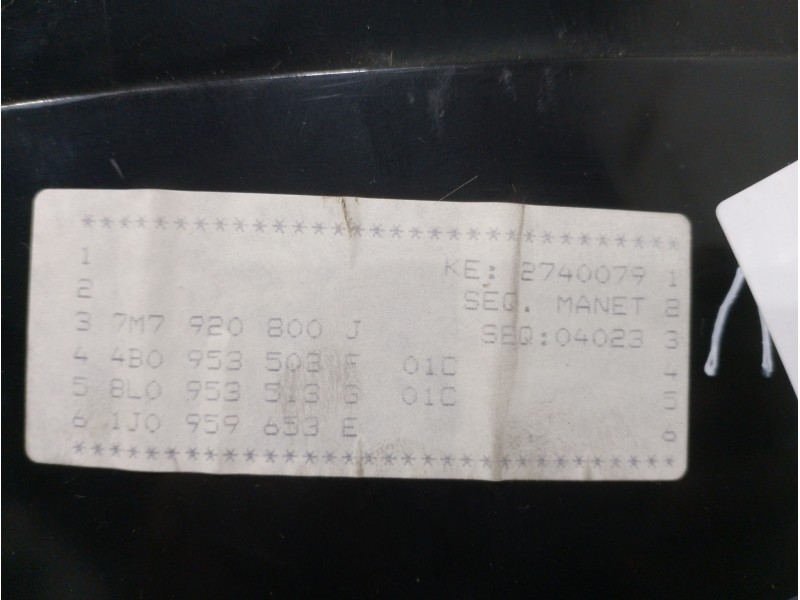 **********************************
1 KE: 2740079 1
2 SEQ. MANET 2
3 7M7 920 800 J SEQ:04023 3
4 4B0 953 503 F 01C 4
5 8L0 953 513 G 01C 5
6 1J0 959 653 E 6
**********************************